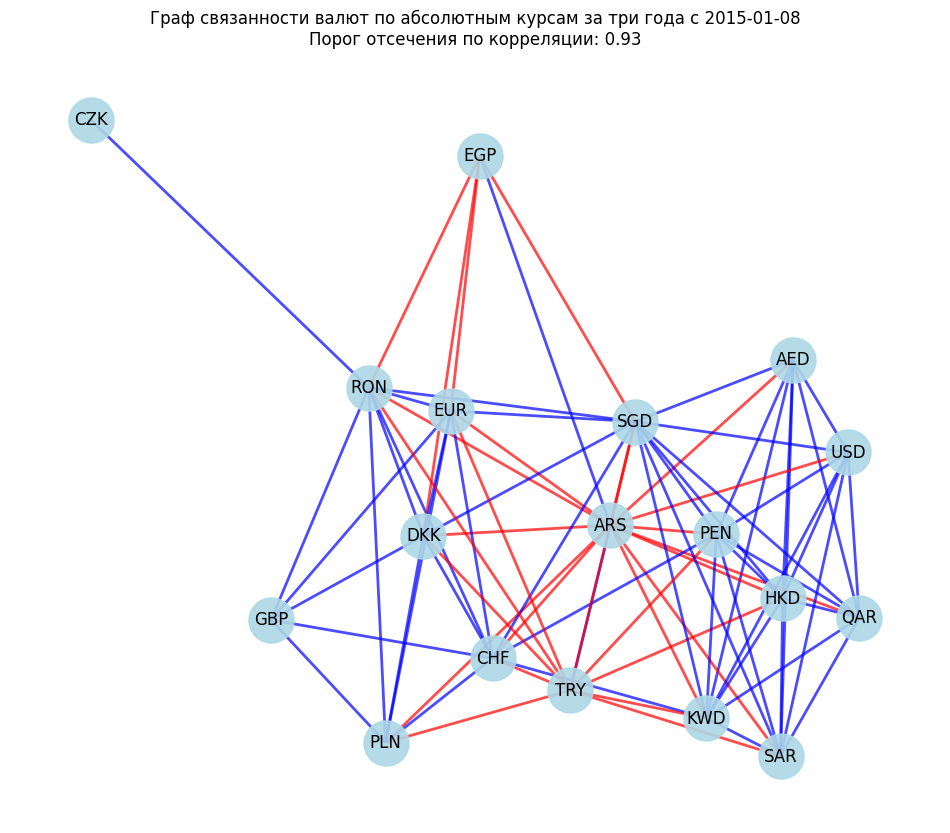 Граф связанности валют по абсолютным курсам за три года с 2015-01-08
Порог отсечения по корреляции: 0.93
CZK
EGP
AED
RON
EUR
SGD
USD
ARS
PEN
DKK
HKD
QAR
GBP
CHF
TRY
KWD
PLN
SAR